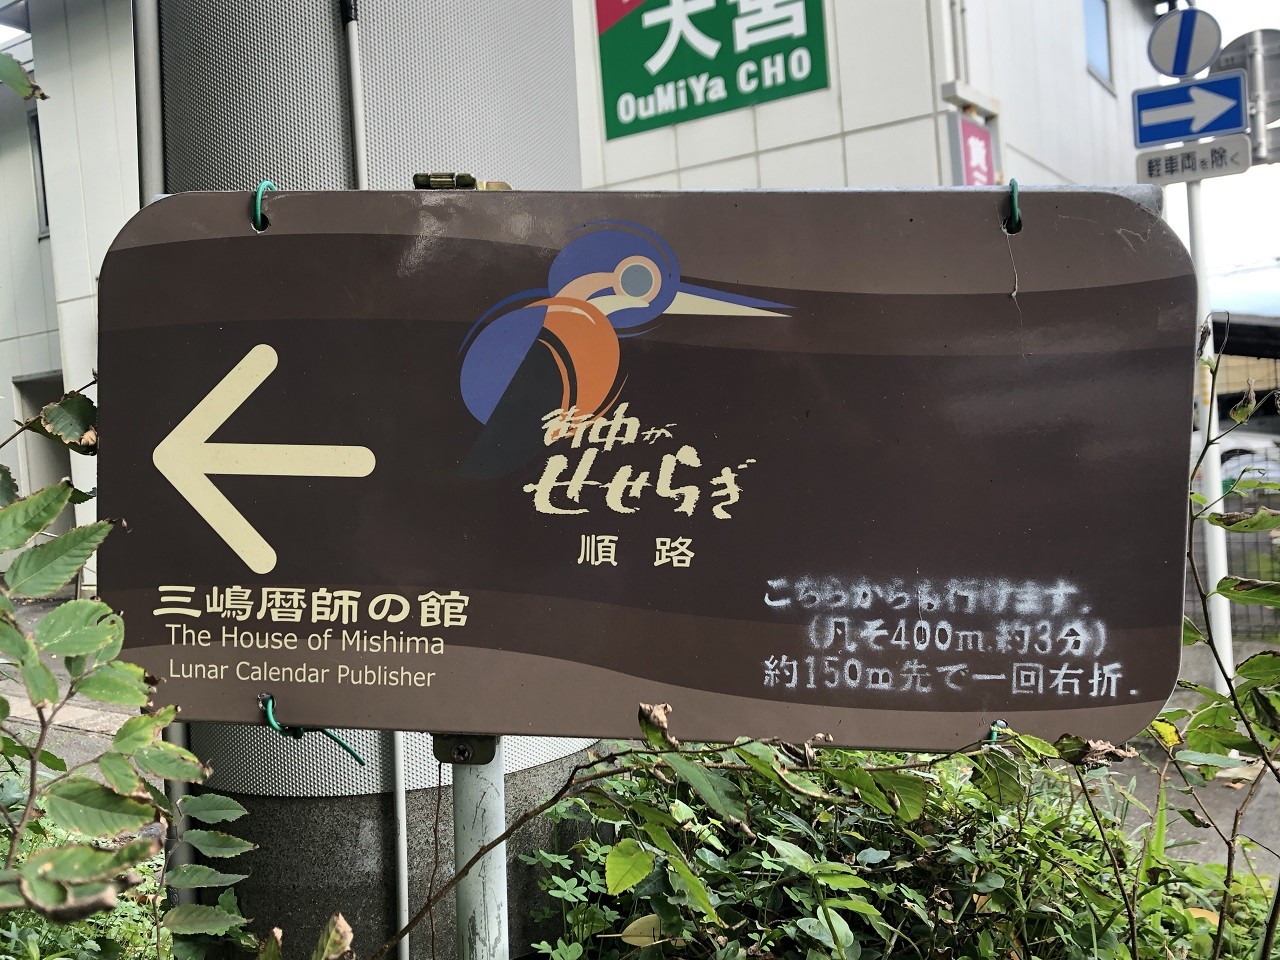 大宮
OuMiYa CHO
軽車両を除く
街中が
せせらぎ
順路
三嶋暦師の館
The House of Mishima
Lunar Calendar Publisher
こちらからも行けます.
(凡そ400m.約3分)
約150m先で一回右折.